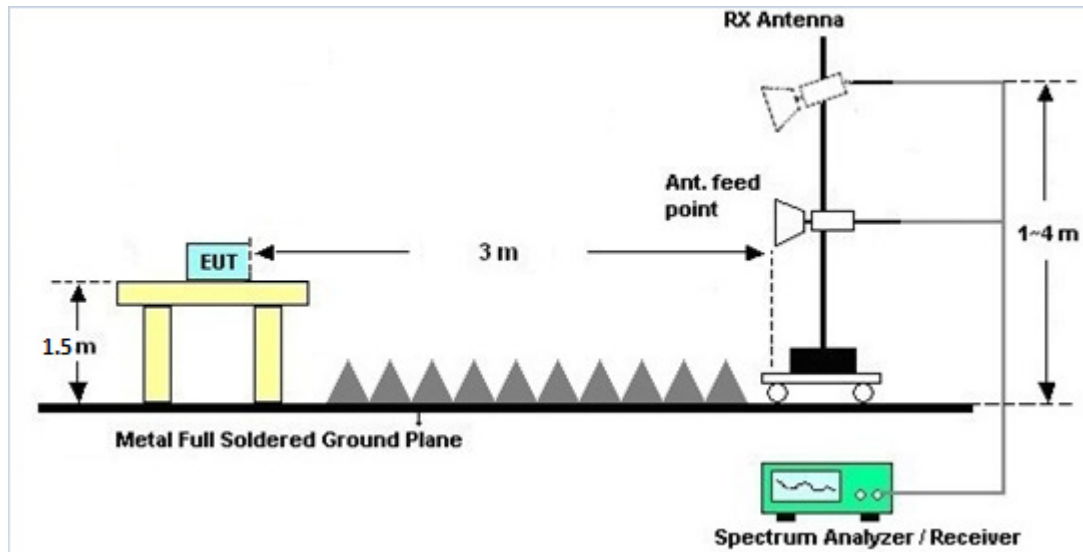 RX Antenna
Ant. feed
point
1~4 m
3 m
EUT
1.5 m
Metal Full Soldered Ground Plane
Spectrum Analyzer / Receiver